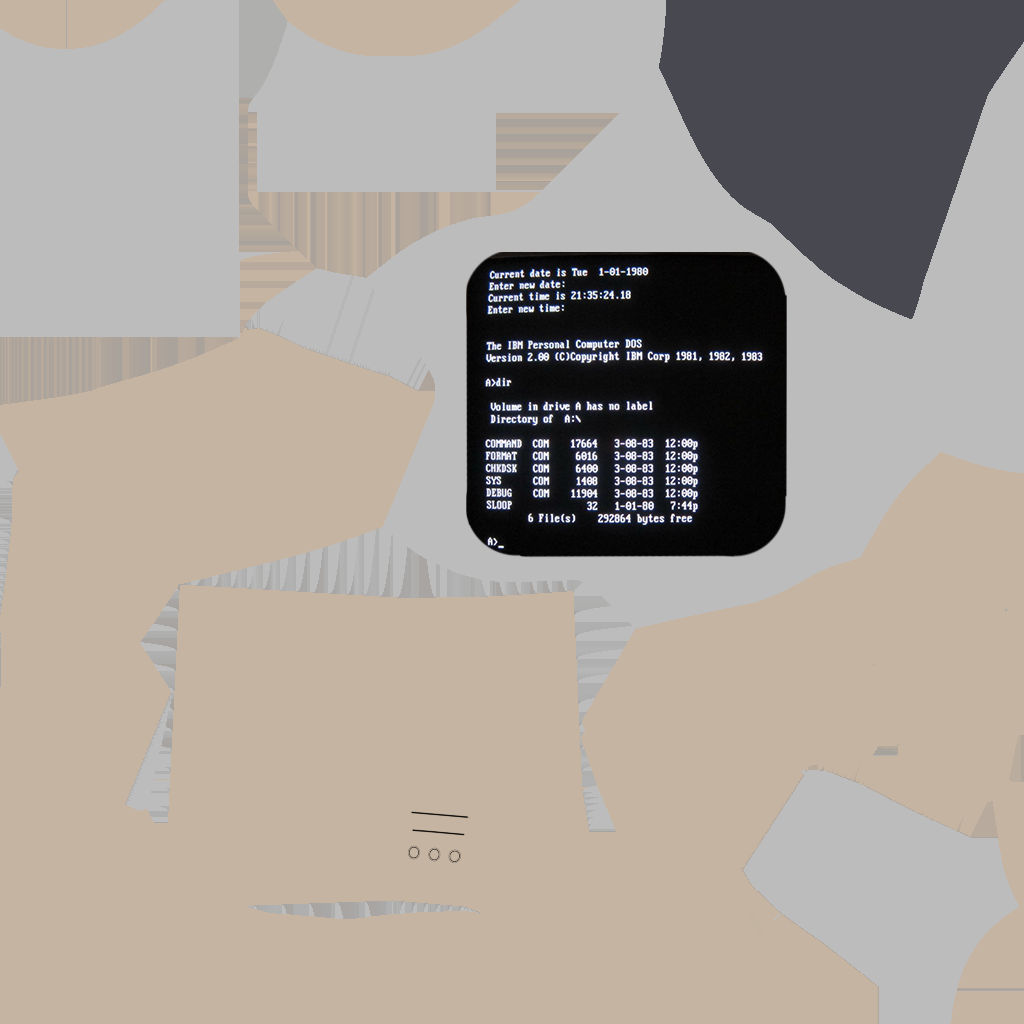 Current date is Tue  1-01-1980
Enter new date:
Current time is 21:35:24.18
Enter new time:
The IBM Personal Computer DOS
Version 2.00 (C)Copyright IBM Corp 1981, 1982, 1983
A>dir
Volume in drive A has no label
Directory of  A:\
COMMAND  COM    17664   3-08-83  12:00p
FORMAT   COM     6016   3-08-83  12:00p
CHKDSK   COM     6400   3-08-83  12:00p
SYS      COM     1408   3-08-83  12:00p
DEBUG    COM    11904   3-08-83  12:00p
SLOOP              32   1-01-80   7:44p
6 File(s)    292864 bytes free
A>_